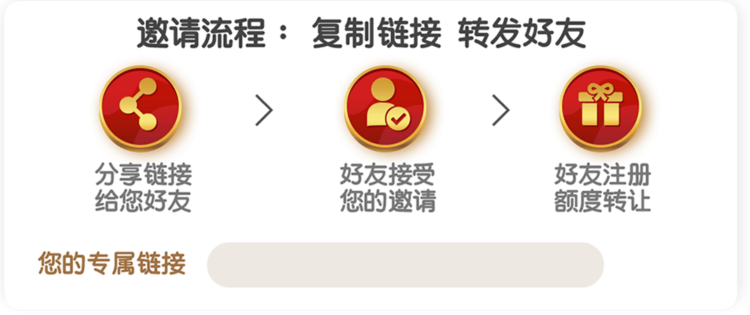 邀请流程：复制链接 转发好友
分享链接
给您好友
好友接受
您的邀请
好友注册
额度转让
您的专属链接